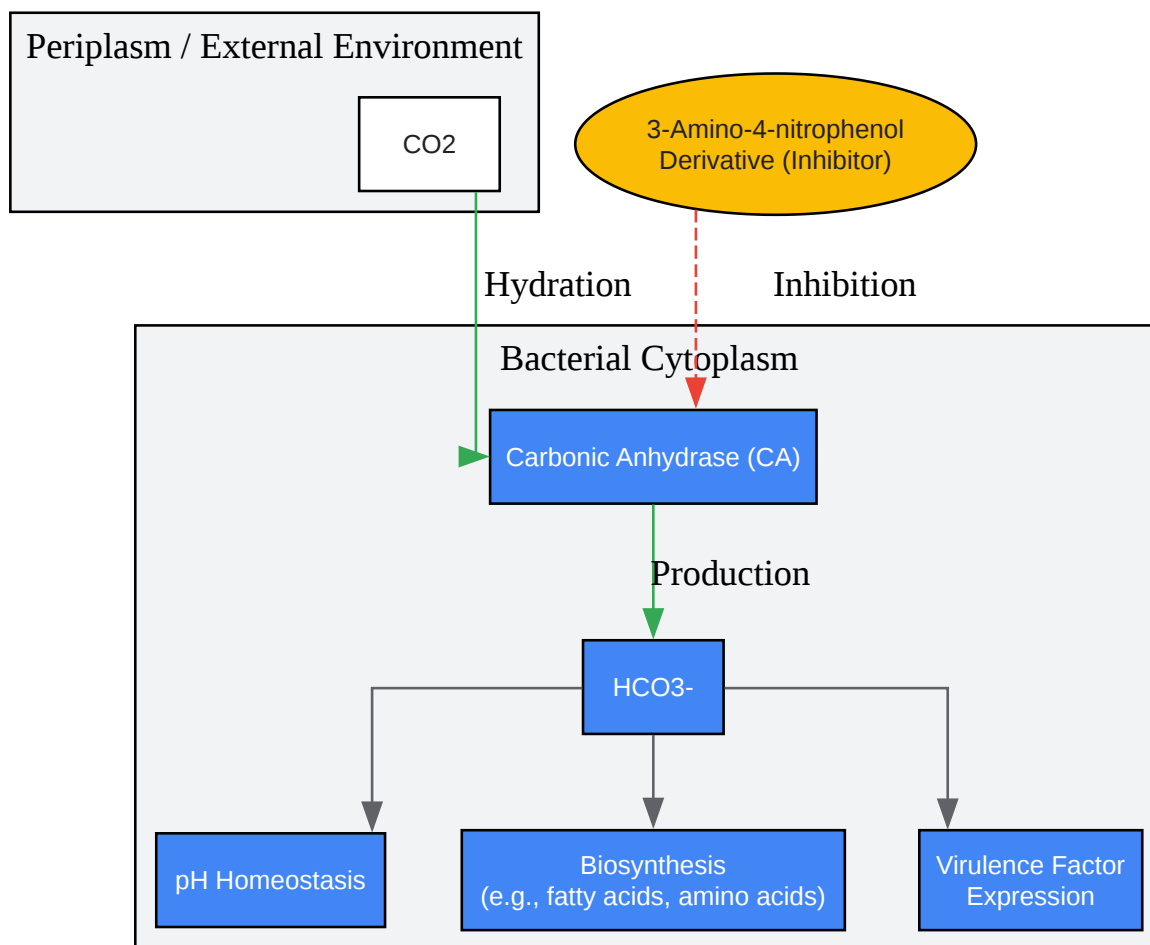 Periplasm / External Environment
CO2
3-Amino-4-nitrophenol
Derivative (Inhibitor)
Hydration
Inhibition
Bacterial Cytoplasm
Carbonic Anhydrase (CA)
Production
HCO3-
pH Homeostasis
Biosynthesis
(e.g., fatty acids, amino acids)
Virulence Factor
Expression